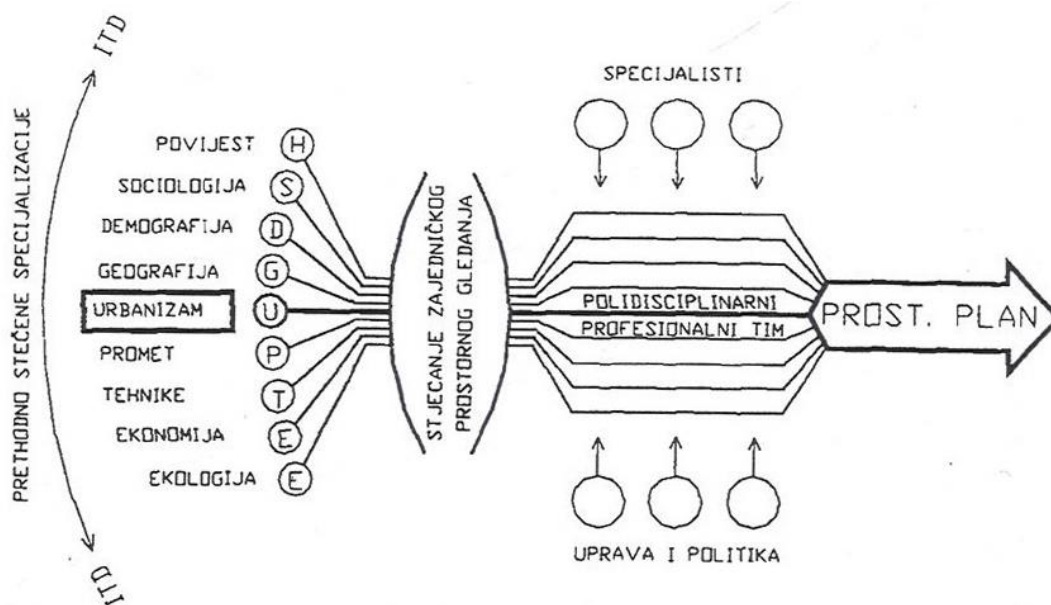 PRETHODNO STEČENE SPECIJALIZACIJE
ITD
POVIJEST H
SOCIOLOGIJA S
DEMOGRAFIJA D
GEOGRAFIJA G
URBANIZAM U
PROMET P
TEHNIKE T
EKONOMIJA E
EKOLOGIJA E
ITD
STJECANJE ZAJEDNIČKOG
PROSTORNOG GLEDANJA
SPECIJALISTI
POLIDISCIPLINARNI
PROFESIONALNI TIM
UPRAVA I POLITIKA
PROST. PLAN